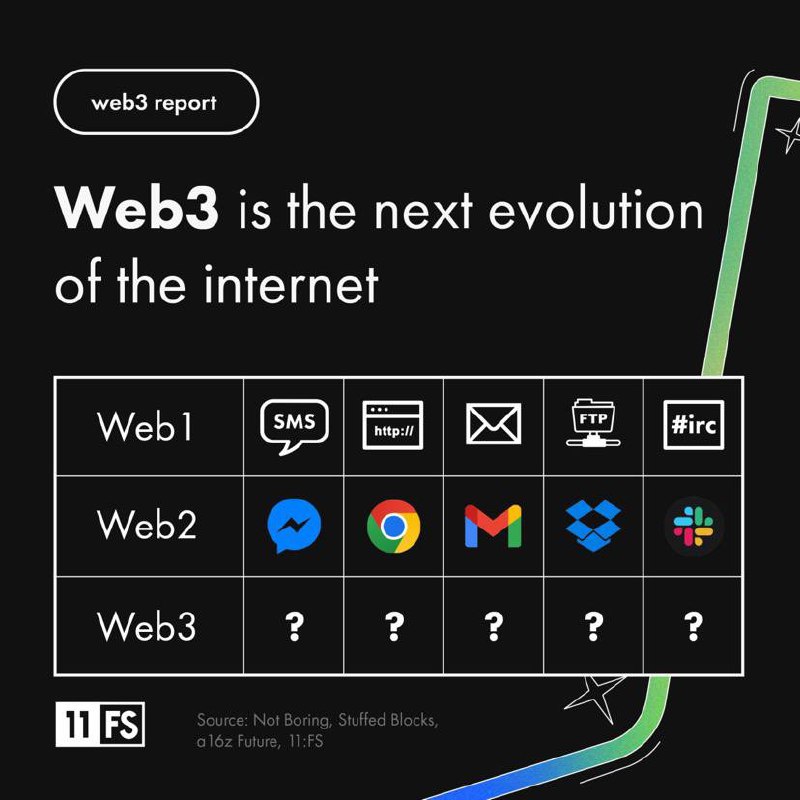 web3 report
Web3 is the next evolution
of the internet
Web1
SMS
http://
FTP
#irc
Web2
Web3
?
?
?
?
?
11 FS
Source: Not Boring, Stuffed Blocks,
a16z Future, 11:FS